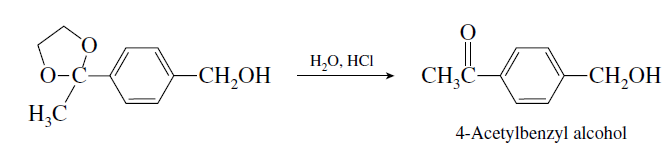 O
O–C
H₃C
–CH₂OH
H₂O, HCl
O
CH₃C
–CH₂OH
4-Acetylbenzyl alcohol